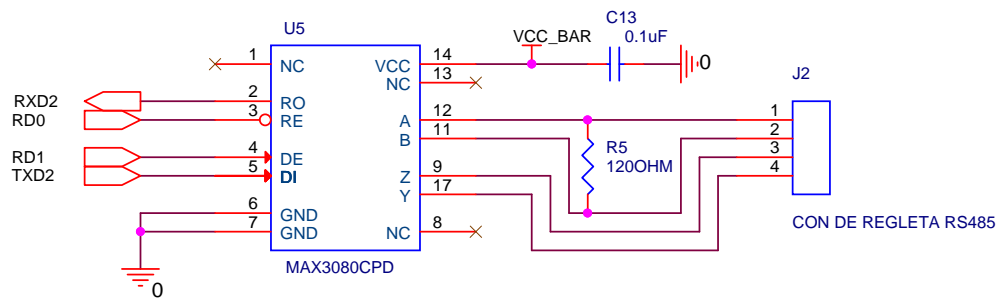 U5
C13
0.1uF
VCC_BAR
0
J2
1
NC
VCC
14
NC
13
RXD2
2
RO
RD0
3
RE
A
12
B
11
RD1
4
DE
TXD2
5
DI
Z
9
Y
17
6
GND
7
GND
NC
8
R5
120OHM
1
2
3
4
CON DE REGLETA RS485
MAX3080CPD
0